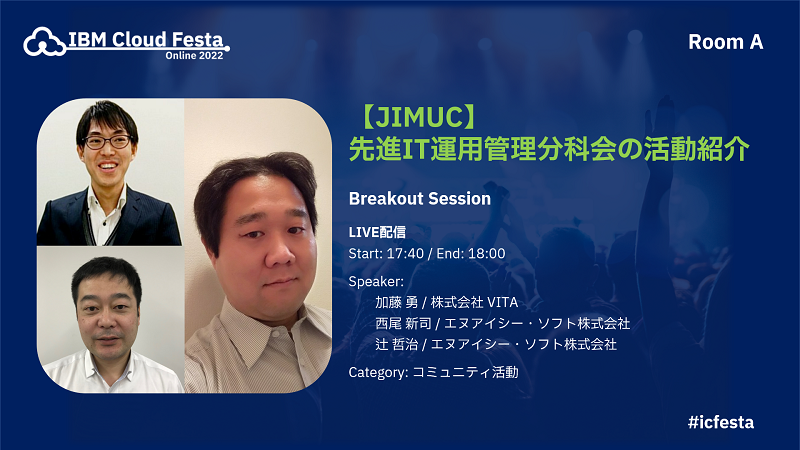 IBM Cloud Festa
Online 2022
Room A
【JIMUC】
先進IT運用管理分科会の活動紹介
Breakout Session
LIVE配信
Start: 17:40 / End: 18:00
Speaker:
加藤 勇 / 株式会社 VITA
西尾 新司 / エヌアイシー・ソフト株式会社
辻 哲治 / エヌアイシー・ソフト株式会社
Category: コミュニティ活動
#icfesta